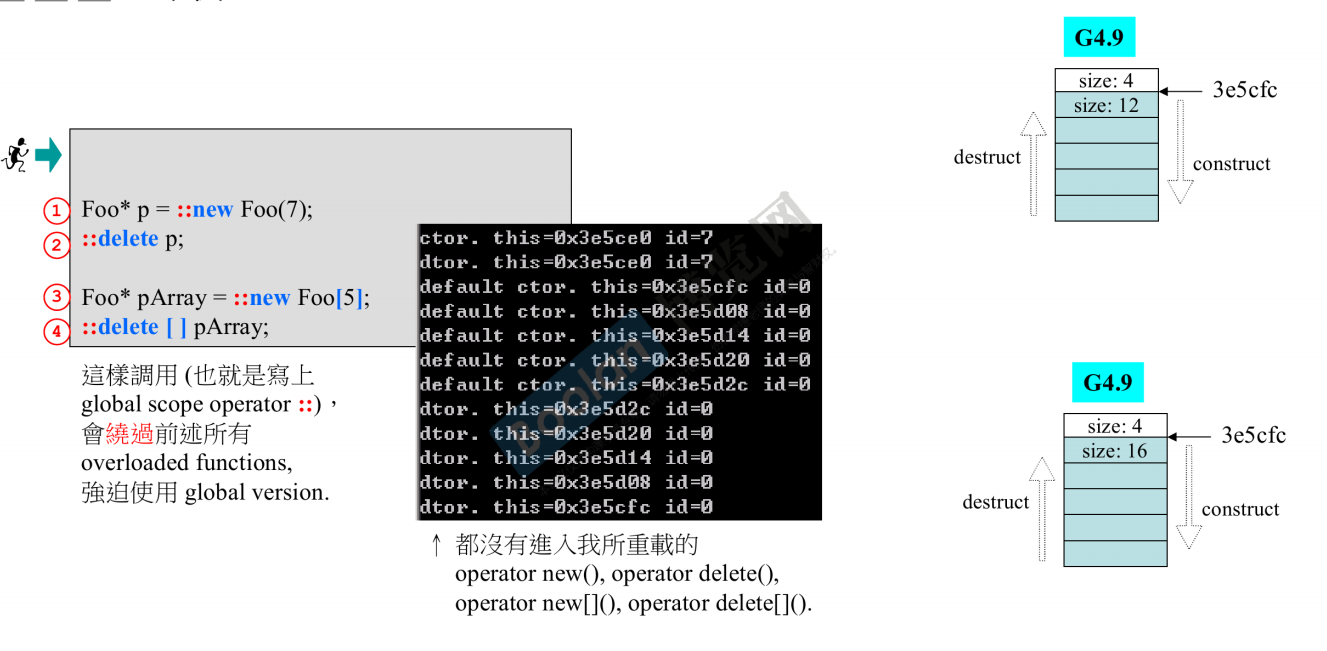 ① Foo* p = ::new Foo(7);
② ::delete p;
③ Foo* pArray = ::new Foo[5];
④ ::delete [ ] pArray;
這樣調用 (也就是寫上
global scope operator ::)，
會繞過前述所有
overloaded functions,
強迫使用 global version.
ctor. this=0x3e5ce0 id=7
dtor. this=0x3e5ce0 id=7
default ctor. this=0x3e5cfc id=0
default ctor. this=0x3e5d08 id=0
default ctor. this=0x3e5d14 id=0
default ctor. this=0x3e5d20 id=0
default ctor. this=0x3e5d2c id=0
dtor. this=0x3e5d2c id=0
dtor. this=0x3e5d20 id=0
dtor. this=0x3e5d14 id=0
dtor. this=0x3e5d08 id=0
dtor. this=0x3e5cfc id=0
Boolan
博览网
↑ 都沒有進入我所重載的
operator new(), operator delete(),
operator new[](), operator delete[]().
G4.9
size: 4
3e5cfc
size: 12
destruct
construct
G4.9
size: 4
3e5cfc
size: 16
destruct
construct